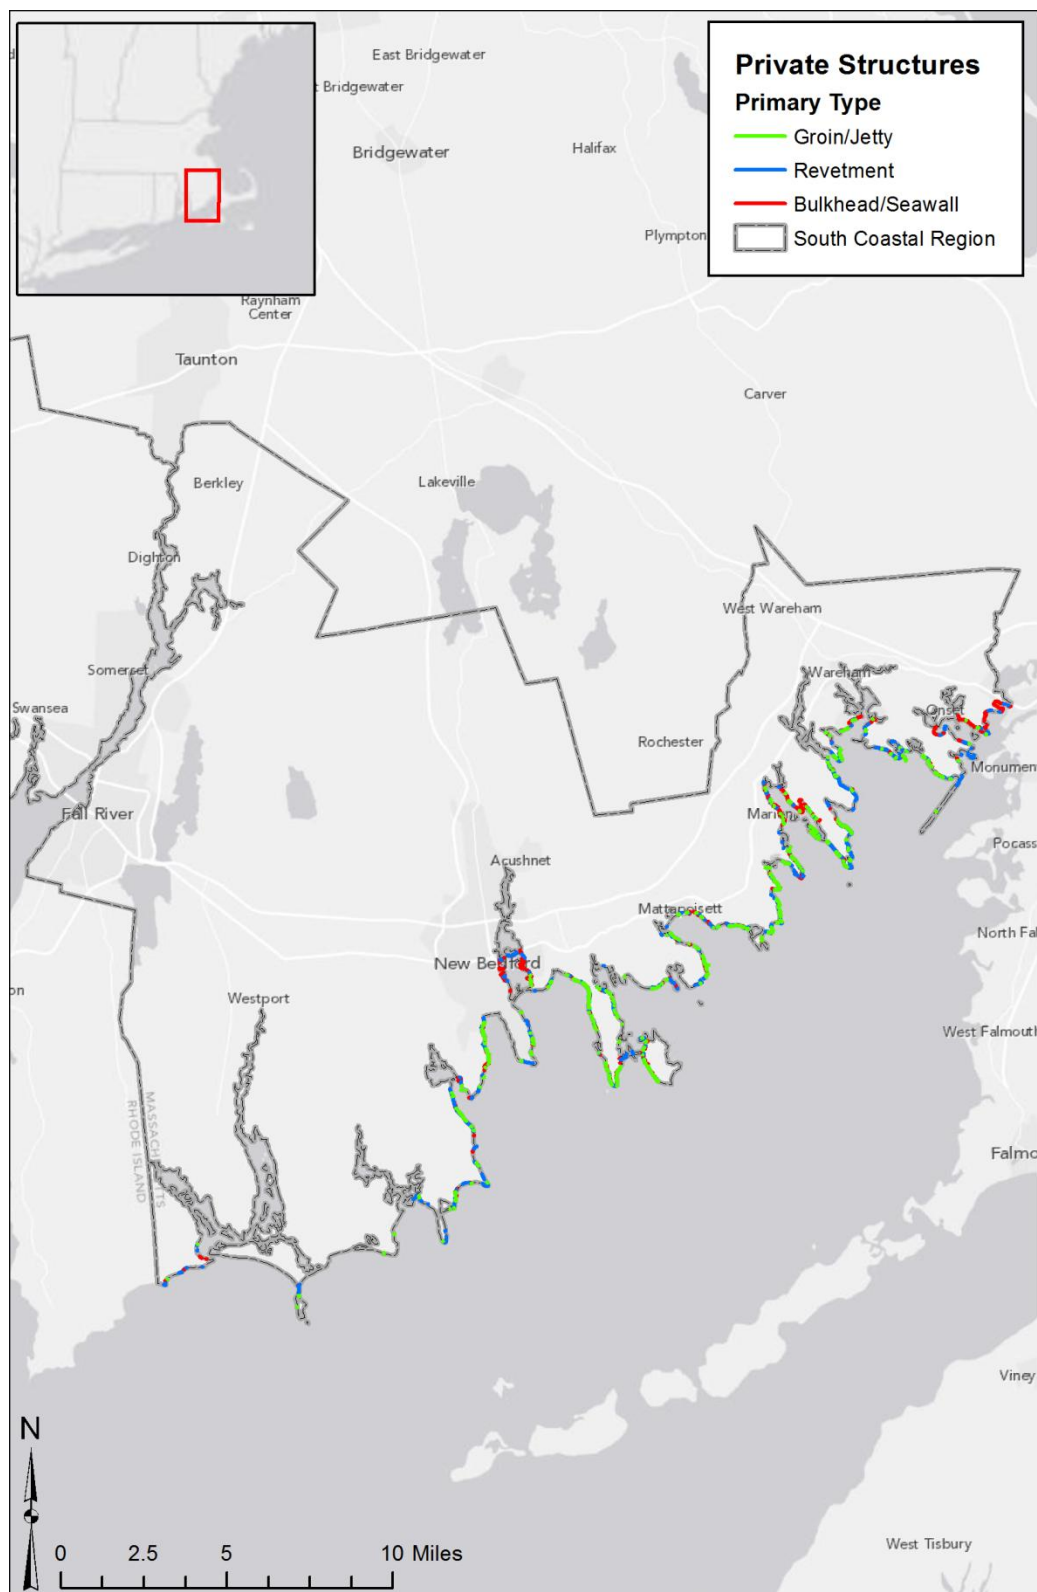 East Bridgewater
t Bridgewater
Bridgewater
Halifax
Plympton
Private Structures
Primary Type
Groin/Jetty
Revetment
Bulkhead/Seawall
South Coastal Region
Raynham
Center
Taunton
Carver
Berkley
Lakeville
Dighton
West Wareham
Somerset
Wareham
Swansea
Onset
Rochester
Monument
Fall River
Marion
Pocass
Acushnet
Mattapoisett
North Fal
New Bedford
on
Westport
West Falmouth
MASSACHUSETTS
RHODE ISLAND
Falmo
Viney
N
0 2.5 5 10 Miles
West Tisbury